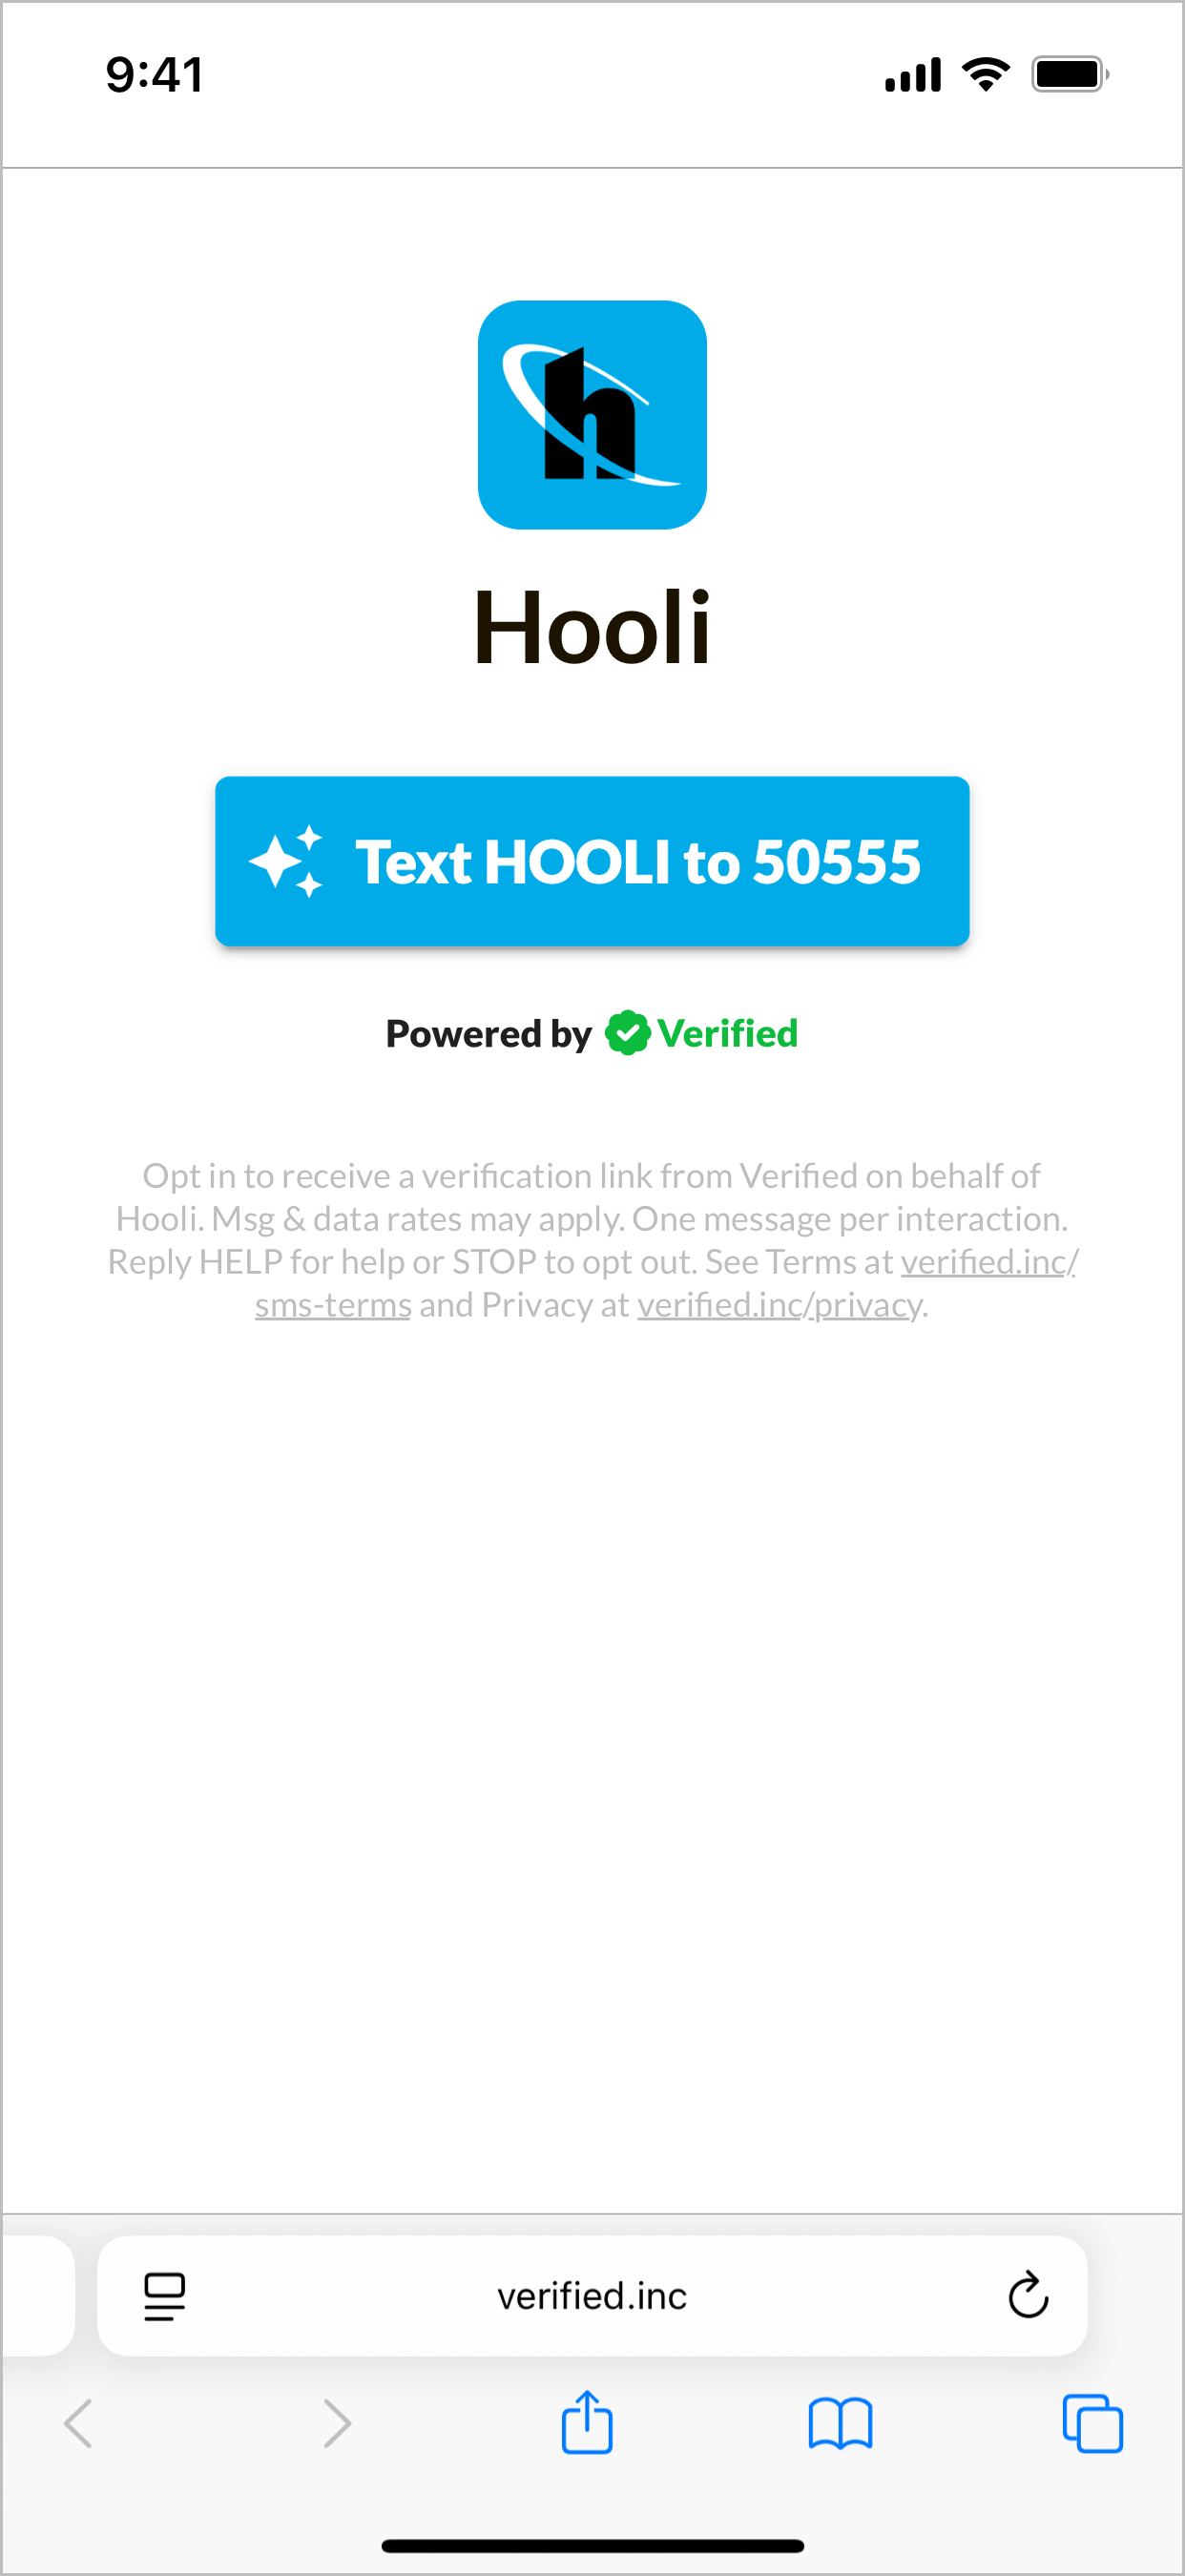 9:41
h
Hooli
Text HOOLI to 50555
Powered by Verified
Opt in to receive a verification link from Verified on behalf of
Hooli. Msg & data rates may apply. One message per interaction.
Reply HELP for help or STOP to opt out. See Terms at verified.inc/
sms-terms and Privacy at verified.inc/privacy.
verified.inc